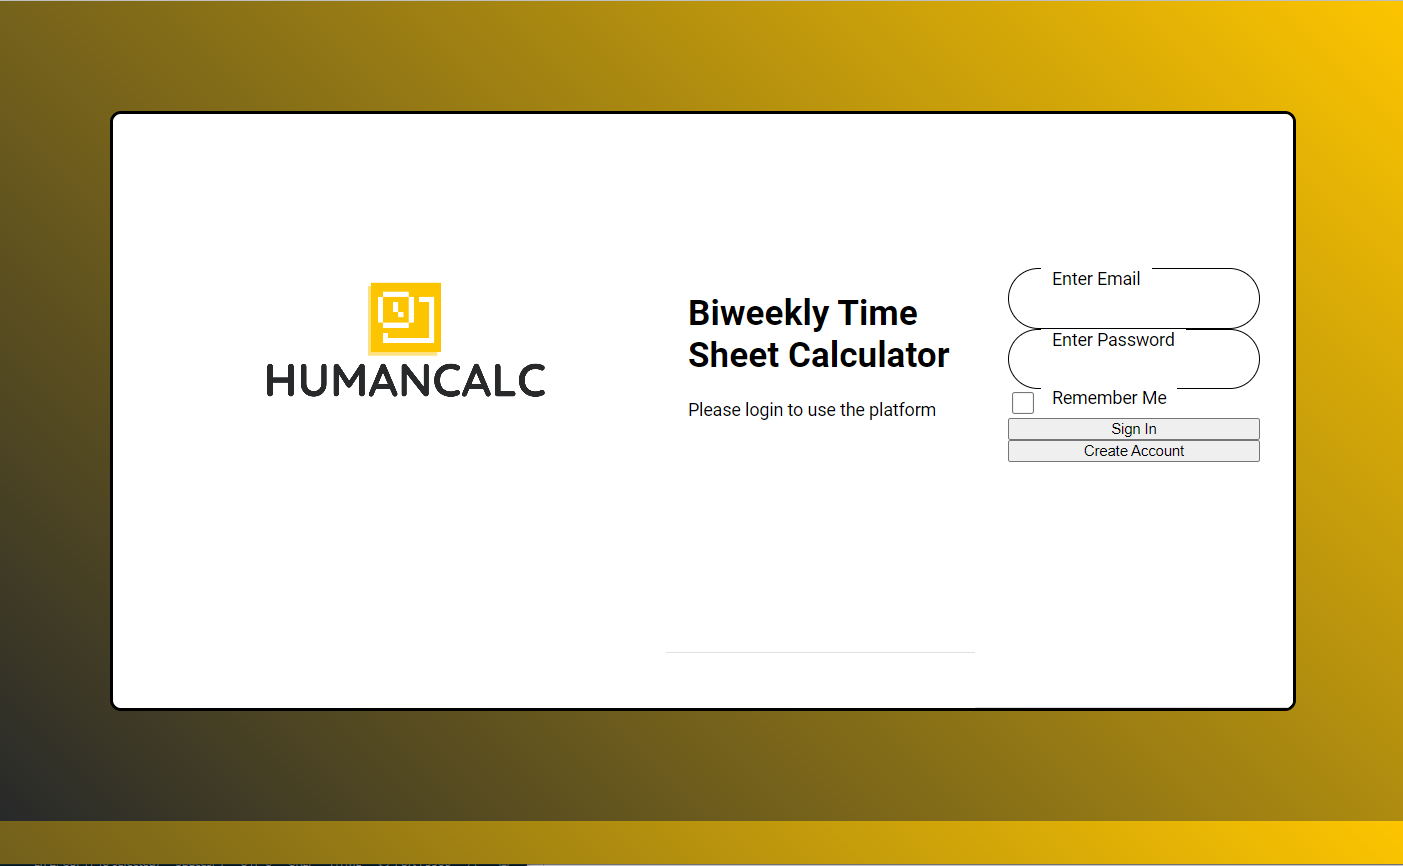 HUMANCALC
Biweekly Time
Sheet Calculator
Please login to use the platform
Enter Email
Enter Password
Remember Me
Sign In
Create Account